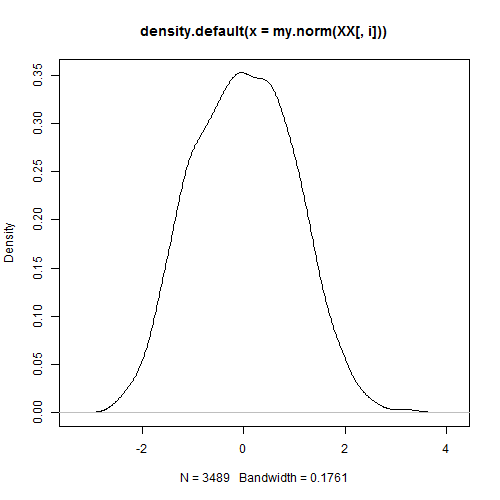 density.default(x = my.norm(XX[, i]))
Density
0.35
0.30
0.25
0.20
0.15
0.10
0.05
0.00
-2 0 2 4
N = 3489 Bandwidth = 0.1761